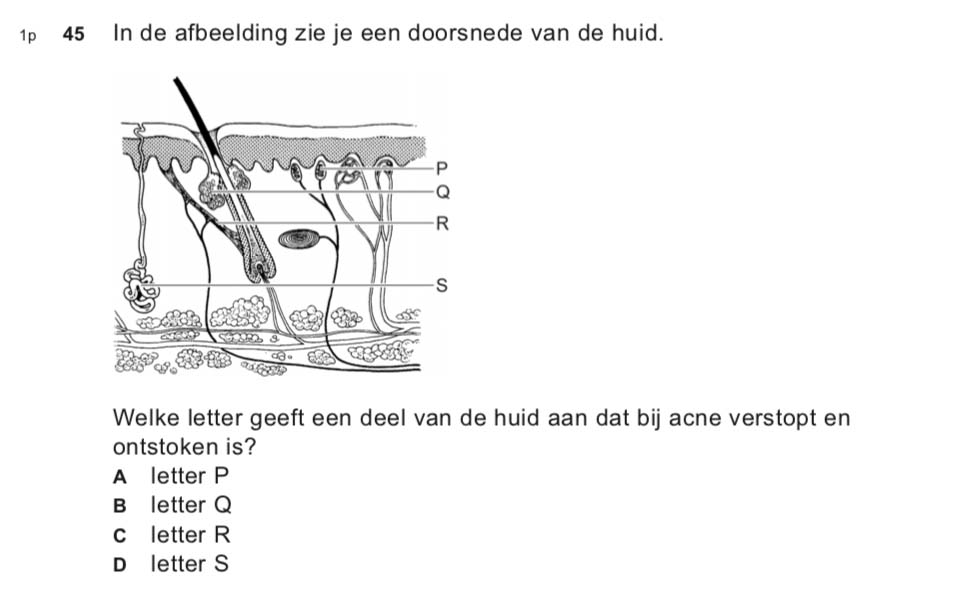 1p 45 In de afbeelding zie je een doorsnede van de huid.
P
Q
R
S
Welke letter geeft een deel van de huid aan dat bij acne verstopt en
ontstoken is?
A letter P
B letter Q
C letter R
D letter S